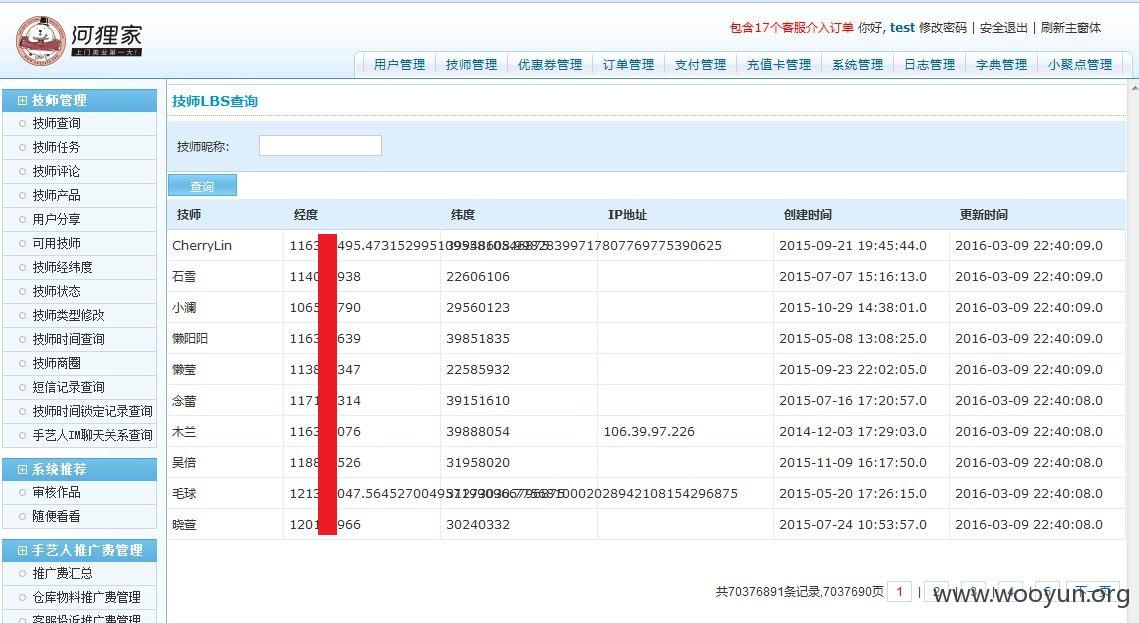 河狸家
上门美业第一大!
包含17个客服介入订单 你好, test 修改密码 | 安全退出 | 刷新主窗体
用户管理 技师管理 优惠券管理 订单管理 支付管理 充值卡管理 系统管理 日志管理 字典管理 小聚点管理
技师管理
技师查询
技师任务
技师评论
技师产品
用户分享
可用技师
技师经纬度
技师状态
技师类型修改
技师时间查询
技师商圈
短信记录查询
技师时间锁定记录查询
手艺人IM聊天关系查询
系统推荐
审核作品
随便看看
手艺人推广费管理
推广费汇总
仓库物料推广费管理
客服投诉推广费管理
技师LBS查询
技师昵称:
查询
技师 经度 纬度 IP地址 创建时间 更新时间
CherryLin 2015-09-21 19:45:44.0 2016-03-09 22:40:09.0
石雪 1140 938 22606106 2015-07-07 15:16:13.0 2016-03-09 22:40:09.0
小澜 1065 790 29560123 2015-10-29 14:38:01.0 2016-03-09 22:40:09.0
懒阳阳 1163 639 39851835 2015-05-08 13:08:25.0 2016-03-09 22:40:09.0
懒莹 1138 347 22585932 2015-09-23 22:02:05.0 2016-03-09 22:40:09.0
念蕾 1171 314 39151610 2015-07-16 17:20:57.0 2016-03-09 22:40:08.0
木兰 1163 076 39888054 106.39.97.226 2014-12-03 17:29:03.0 2016-03-09 22:40:08.0
吴倍 1188 526 31958020 2015-11-09 16:17:50.0 2016-03-09 22:40:08.0
毛球 2015-05-20 17:26:15.0 2016-03-09 22:40:08.0
晓萱 1201 966 30240332 2015-07-24 10:53:57.0 2016-03-09 22:40:08.0
共70376891条记录,7037690页 1 | 2 | 3 | 4 | 5 | 下一页
www.wooyun.org